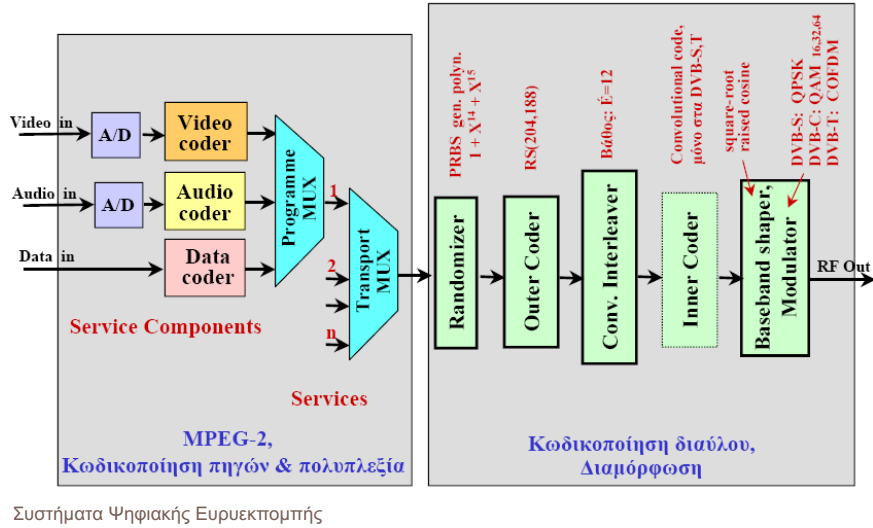 Video in
A/D
Video
coder
Audio in
A/D
Audio
coder
Data in
Data
coder
Programme
MUX
1
2
n
Transport
MUX
Service Components
Services
MPEG-2,
Κωδικοποίηση πηγών & πολυπλεξία
PRBS gen. polyn.
1 + X¹⁴ + X¹⁵
RS(204,188)
Βάθος: É=12
Convolutional code,
μόνο στα DVB-S,T
square-root
raised cosine
DVB-S: QPSK
DVB-C: QAM 16,32,64
DVB-T: COFDM
Randomizer
Outer Coder
Conv. Interleaver
Inner Coder
Baseband shaper,
Modulator
RF Out
Κωδικοποίηση διαύλου,
Διαμόρφωση
Συστήματα Ψηφιακής Ευρυεκπομπής